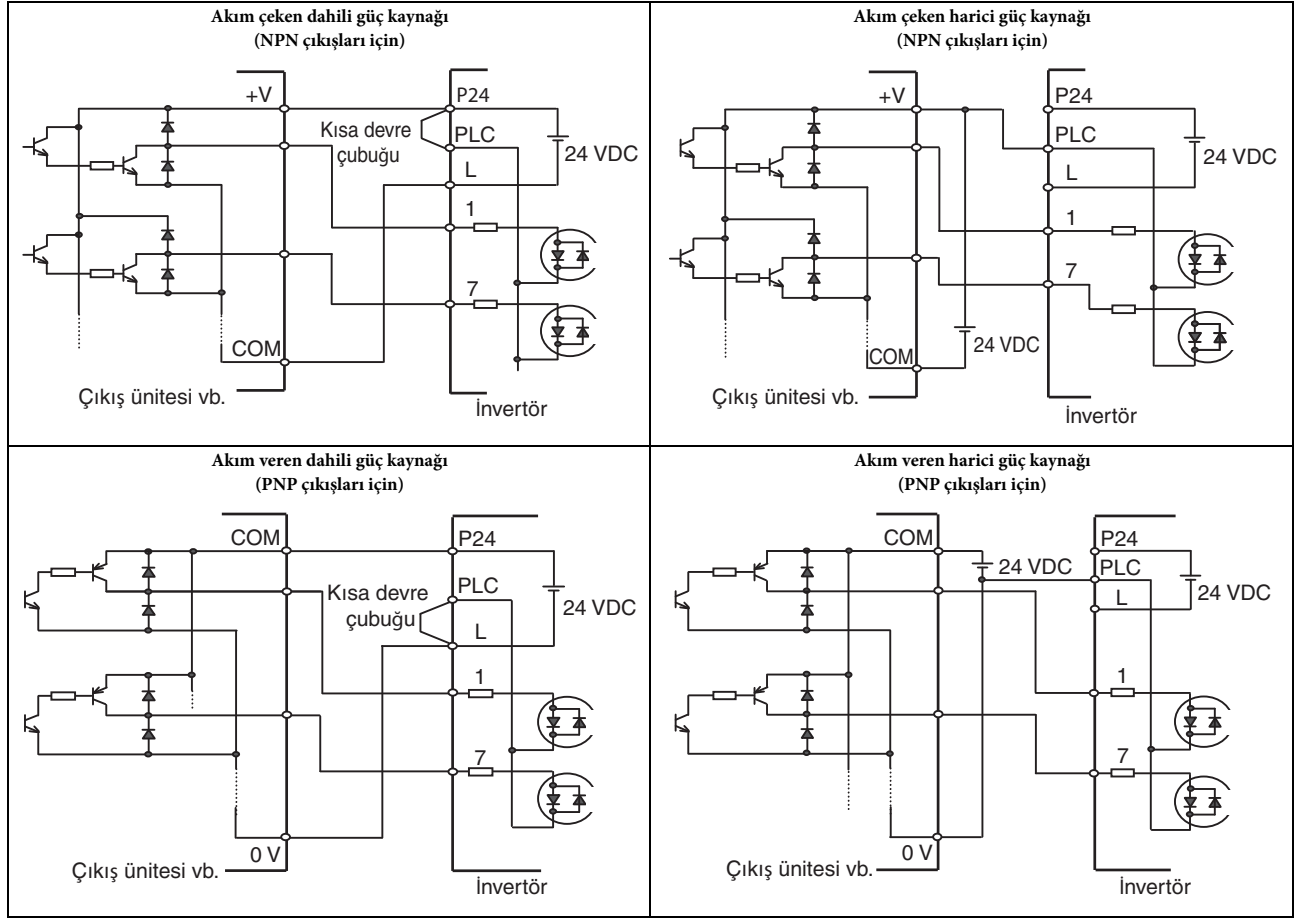 Akım çeken dahili güç kaynağı
(NPN çıkışları için)
+V
P24
Kısa devre
çubuğu
PLC
24 VDC
L
1
7
COM
Çıkış ünitesi vb.
İnvertör
Akım çeken harici güç kaynağı
(NPN çıkışları için)
+V
P24
PLC
24 VDC
L
1
7
24 VDC
COM
Çıkış ünitesi vb.
İnvertör
Akım veren dahili güç kaynağı
(PNP çıkışları için)
COM
P24
Kısa devre
çubuğu
PLC
24 VDC
L
1
7
0 V
Çıkış ünitesi vb.
İnvertör
Akım veren harici güç kaynağı
(PNP çıkışları için)
COM
P24
24 VDC
PLC
24 VDC
L
1
7
0 V
Çıkış ünitesi vb.
İnvertör